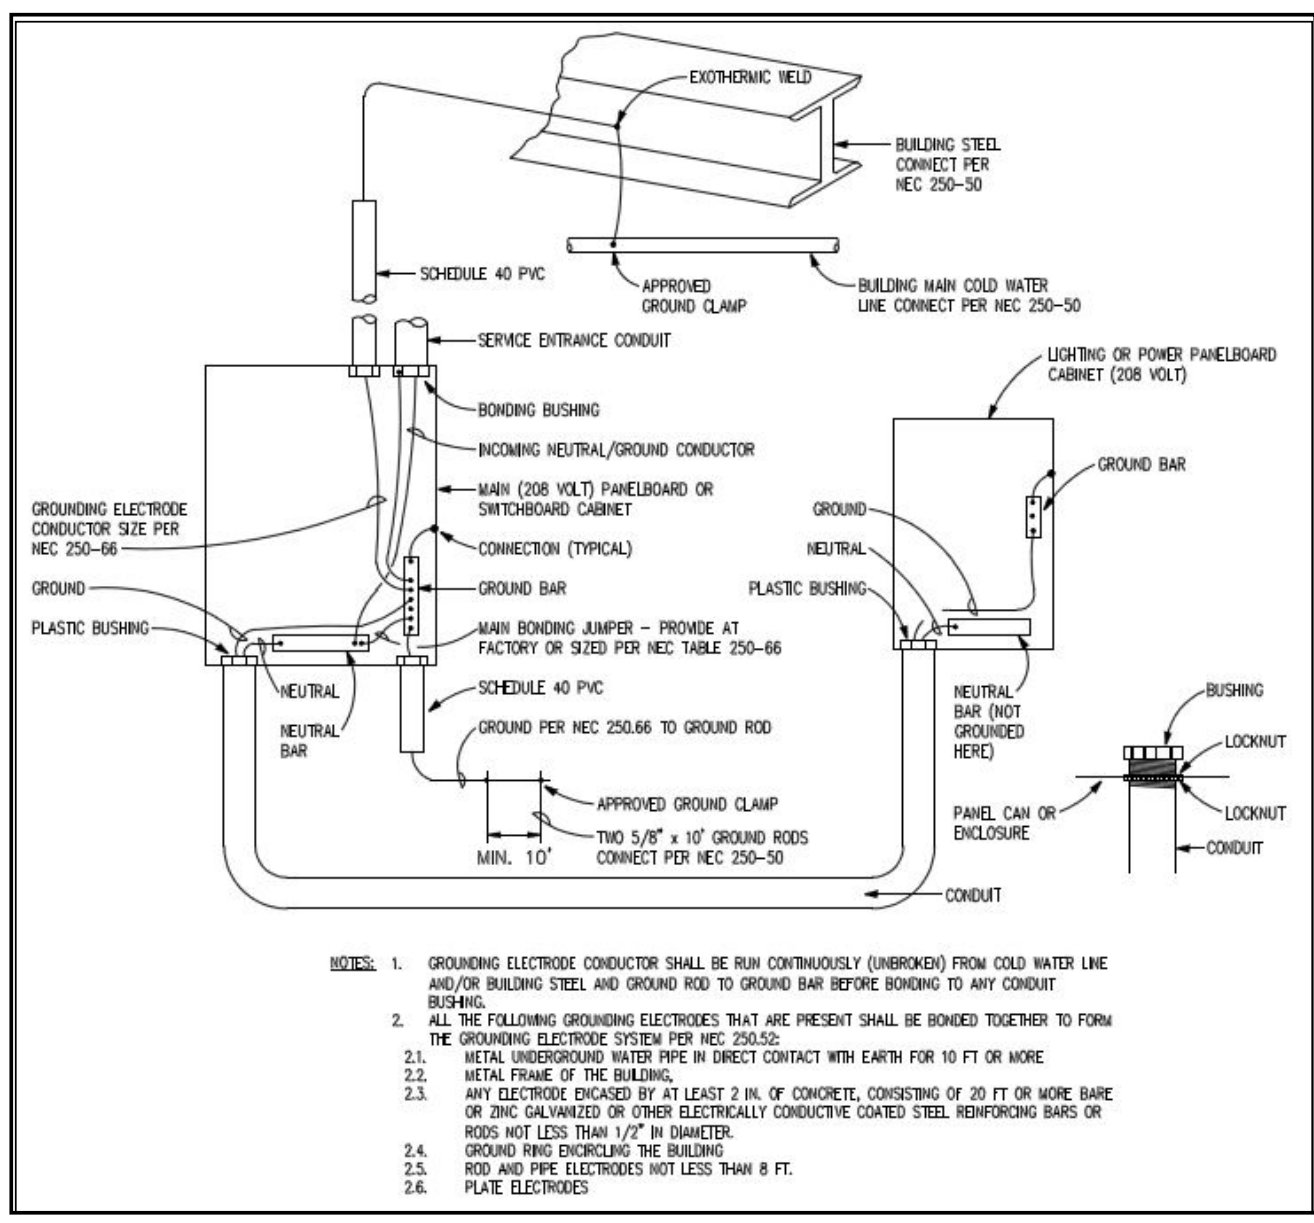 EXOTHERMIC WELD
BUILDING STEEL
CONNECT PER
NEC 250-50
SCHEDULE 40 PVC
APPROVED
GROUND CLAMP
BUILDING MAIN COLD WATER
LINE CONNECT PER NEC 250-50
SERVICE ENTRANCE CONDUIT
LIGHTING OR POWER PANELBOARD
CABINET (208 VOLT)
BONDING BUSHING
INCOMING NEUTRAL/GROUND CONDUCTOR
GROUND BAR
MAIN (208 VOLT) PANELBOARD OR
SWITCHBOARD CABINET
GROUNDING ELECTRODE
CONDUCTOR SIZE PER
NEC 250-66
GROUND
CONNECTION (TYPICAL)
NEUTRAL
GROUND
GROUND BAR
PLASTIC BUSHING
PLASTIC BUSHING
MAIN BONDING JUMPER - PROVIDE AT
FACTORY OR SIZED PER NEC TABLE 250-66
NEUTRAL
SCHEDULE 40 PVC
NEUTRAL
BAR (NOT
GROUNDED
HERE)
BUSHING
NEUTRAL
BAR
GROUND PER NEC 250.66 TO GROUND ROD
LOCKNUT
APPROVED GROUND CLAMP
PANEL CAN OR
ENCLOSURE
LOCKNUT
TWO 5/8" x 10' GROUND RODS
CONNECT PER NEC 250-50
MIN. 10'
CONDUIT
CONDUIT
NOTES: 1. GROUNDING ELECTRODE CONDUCTOR SHALL BE RUN CONTINUOUSLY (UNBROKEN) FROM COLD WATER LINE
AND/OR BUILDING STEEL AND GROUND ROD TO GROUND BAR BEFORE BONDING TO ANY CONDUIT
BUSHING.
2. ALL THE FOLLOWING GROUNDING ELECTRODES THAT ARE PRESENT SHALL BE BONDED TOGETHER TO FORM
THE GROUNDING ELECTRODE SYSTEM PER NEC 250.52:
2.1. METAL UNDERGROUND WATER PIPE IN DIRECT CONTACT WITH EARTH FOR 10 FT OR MORE
2.2. METAL FRAME OF THE BUILDING,
2.3. ANY ELECTRODE ENCASED BY AT LEAST 2 IN. OF CONCRETE, CONSISTING OF 20 FT OR MORE BARE
OR ZINC GALVANIZED OR OTHER ELECTRICALLY CONDUCTIVE COATED STEEL REINFORCING BARS OR
RODS NOT LESS THAN 1/2" IN DIAMETER.
2.4. GROUND RING ENCIRCLING THE BUILDING
2.5. ROD AND PIPE ELECTRODES NOT LESS THAN 8 FT.
2.6. PLATE ELECTRODES